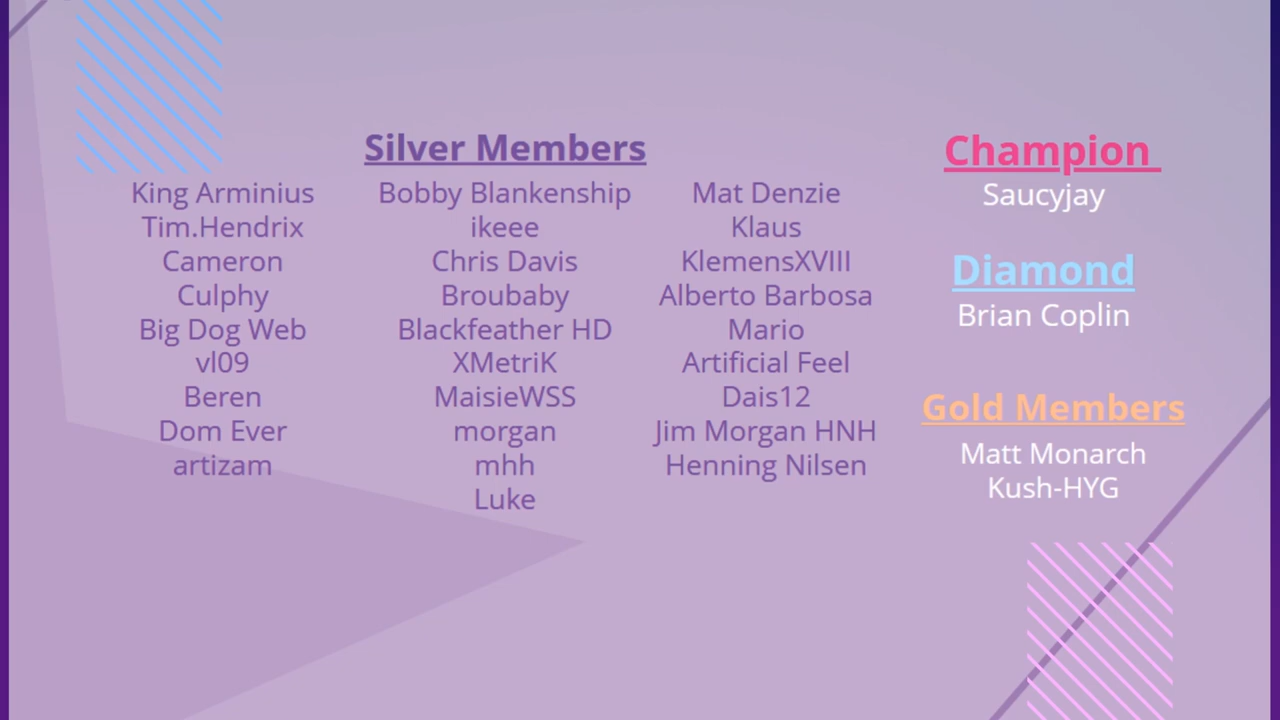 Silver Members
King Arminius
Tim.Hendrix
Cameron
Culphy
Big Dog Web
vl09
Beren
Dom Ever
artizam
Bobby Blankenship
ikeee
Chris Davis
Broubaby
Blackfeather HD
XMetriK
MaisieWSS
morgan
mhh
Luke
Mat Denzie
Klaus
KlemensXVIII
Alberto Barbosa
Mario
Artificial Feel
Dais12
Jim Morgan HNH
Henning Nilsen
Champion
Saucyjay
Diamond
Brian Coplin
Gold Members
Matt Monarch
Kush-HYG